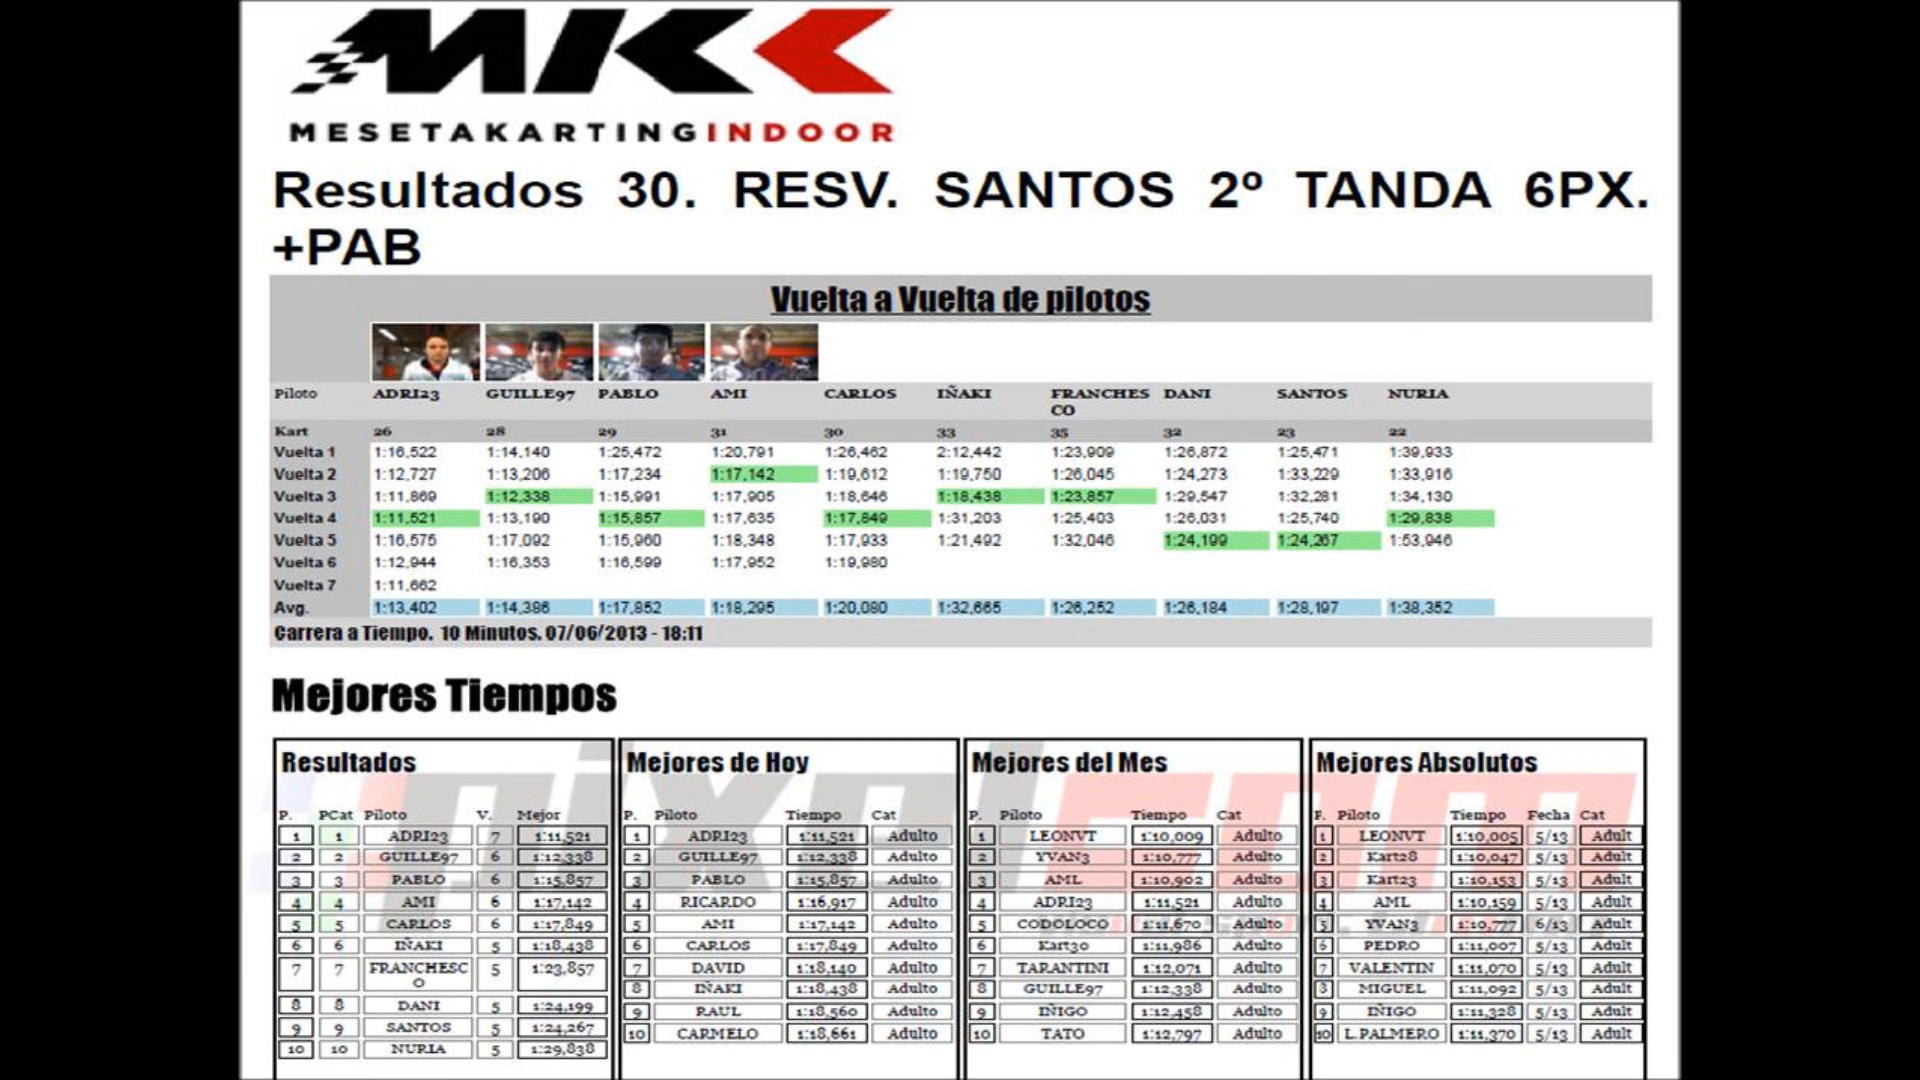 MK
MESETAKARTINGINDOOR
Resultados 30. RESV. SANTOS 2º TANDA 6PX.
+PAB
Vuelta a Vuelta de pilotos
Piloto ADRI23 GUILLE97 PABLO AMI CARLOS IÑAKI FRANCHES DANI SANTOS NURIA
CO
Kart 26 28 29 31 30 33 35 32 23 22
Vuelta 1 1:16,522 1:14,140 1:25,472 1:20,791 1:26,462 2:12,442 1:23,909 1:26,872 1:25,471 1:39,933
Vuelta 2 1:12,727 1:13,206 1:17,234 1:17,142 1:19,612 1:19,750 1:26,045 1:24,273 1:33,229 1:33,916
Vuelta 3 1:11,869 1:12,338 1:15,991 1:17,905 1:18,646 1:18,438 1:23,857 1:29,547 1:32,281 1:34,130
Vuelta 4 1:11,521 1:13,190 1:15,857 1:17,635 1:17,849 1:31,203 1:25,403 1:26,031 1:25,740 1:29,838
Vuelta 5 1:16,575 1:17,092 1:15,960 1:18,348 1:17,933 1:21,492 1:32,046 1:24,199 1:24,267 1:53,946
Vuelta 6 1:12,944 1:16,353 1:16,599 1:17,952 1:19,980
Vuelta 7 1:11,662
Avg. 1:13,402 1:14,386 1:17,852 1:18,295 1:20,080 1:32,665 1:26,252 1:26,184 1:28,197 1:38,352
Carrera a Tiempo. 10 Minutos. 07/06/2013 - 18:11
Mejores Tiempos
Resultados
P. PCat Piloto V. Mejor
1 1 ADRI23 7 1:11,521
2 2 GUILLE97 6 1:12,338
3 3 PABLO 6 1:15,857
4 4 AMI 6 1:17,142
5 5 CARLOS 6 1:17,849
6 6 IÑAKI 5 1:18,438
7 7 FRANCHESC 5 1:23,857
O
8 8 DANI 5 1:24,199
9 9 SANTOS 5 1:24,267
10 10 NURIA 5 1:29,838
Mejores de Hoy
P. Piloto Tiempo Cat
1 ADRI23 1:11,521 Adulto
2 GUILLE97 1:12,338 Adulto
3 PABLO 1:15,857 Adulto
4 RICARDO 1:16,917 Adulto
5 AMI 1:17,142 Adulto
6 CARLOS 1:17,849 Adulto
7 DAVID 1:18,140 Adulto
8 IÑAKI 1:18,438 Adulto
9 RAUL 1:18,560 Adulto
10 CARMELO 1:18,661 Adulto
Mejores del Mes
P. Piloto Tiempo Cat
1 LEONVT 1:10,009 Adulto
2 YVAN3 1:10,777 Adulto
3 AML 1:10,902 Adulto
4 ADRI23 1:11,521 Adulto
5 CODOLOCO 1:11,670 Adulto
6 Kart30 1:11,986 Adulto
7 TARANTINI 1:12,071 Adulto
8 GUILLE97 1:12,338 Adulto
9 IÑIGO 1:12,458 Adulto
10 TATO 1:12,797 Adulto
Mejores Absolutos
P. Piloto Tiempo Fecha Cat
1 LEONVT 1:10,005 5/13 Adult
2 Kart28 1:10,047 5/13 Adult
3 Kart23 1:10,153 5/13 Adult
4 AML 1:10,159 5/13 Adult
5 YVAN3 1:10,777 6/13 Adult
6 PEDRO 1:11,007 5/13 Adult
7 VALENTIN 1:11,070 5/13 Adult
8 MIGUEL 1:11,092 5/13 Adult
9 IÑIGO 1:11,328 5/13 Adult
10 L.PALMERO 1:11,370 5/13 Adult